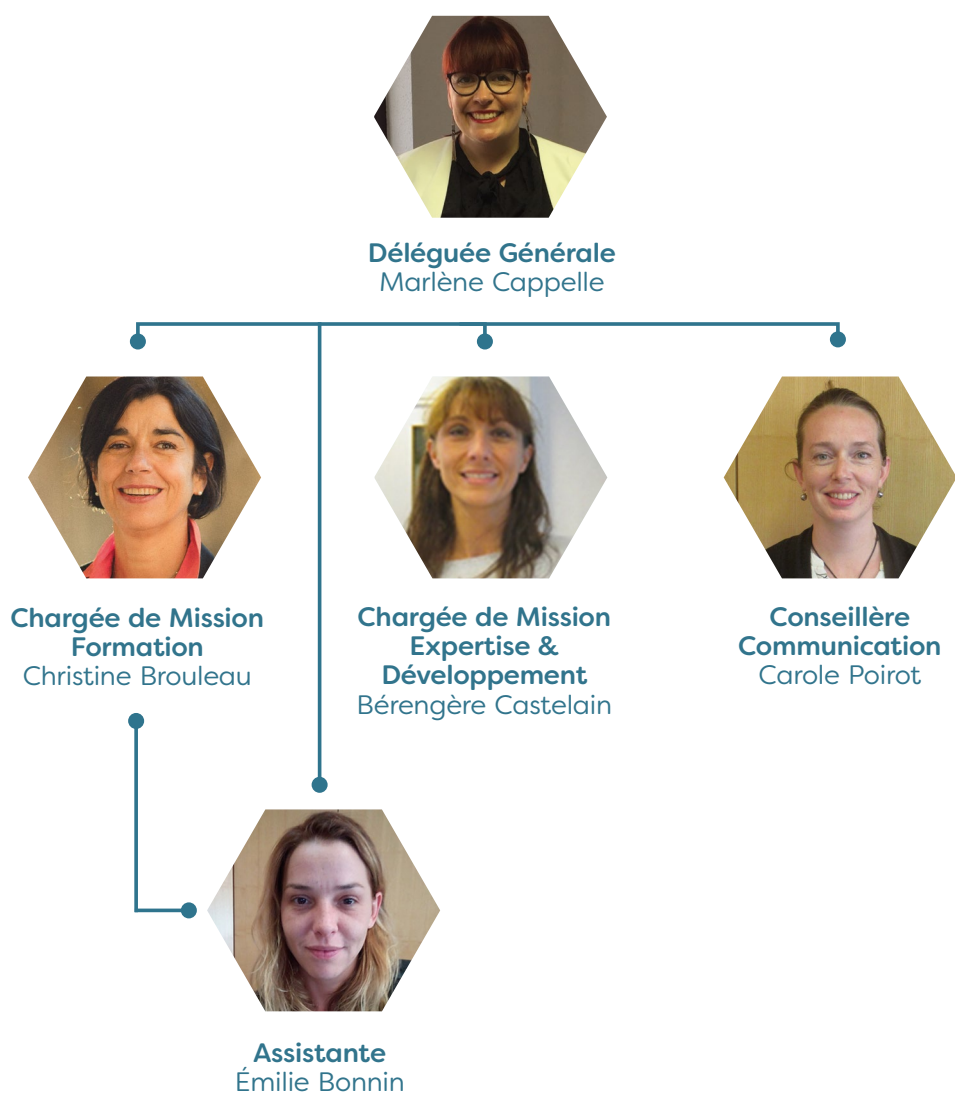 Déléguée Générale
Marlène Cappelle
Chargée de Mission
Formation
Christine Brouleau
Chargée de Mission
Expertise &
Développement
Bérengère Castelain
Conseillère
Communication
Carole Poirot
Assistante
Émilie Bonnin